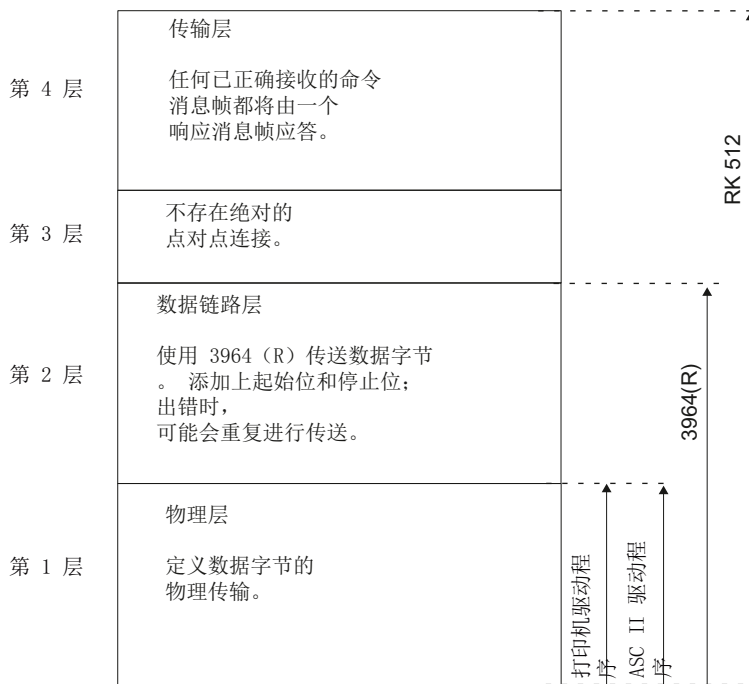 传输层
第 4 层
任何已正确接收的命令
消息帧都将由一个
响应消息帧应答。
RK 512
第 3 层
不存在绝对的
点对点连接。
数据链路层
第 2 层
使用 3964（R）传送数据字节
。 添加上起始位和停止位；
出错时，
可能会重复进行传送。
3964(R)
物理层
第 1 层
定义数据字节的
物理传输。
打印机驱动程
序
ASC II 驱动程
序